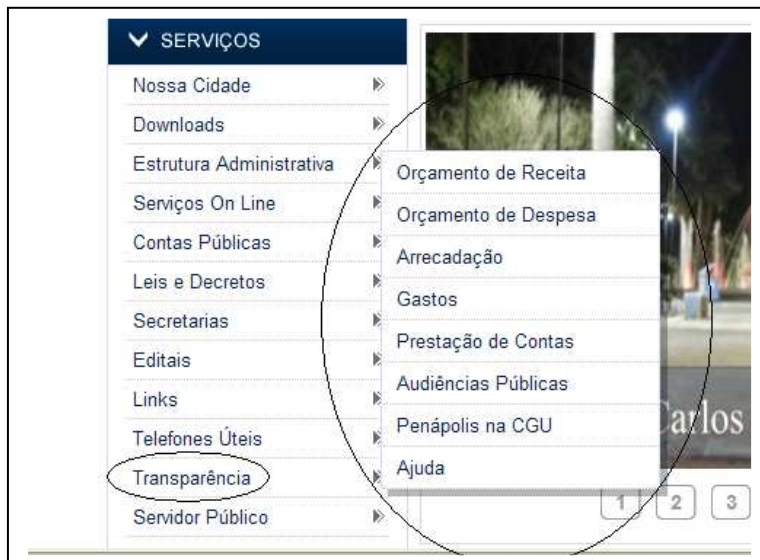 SERVIÇOS
Nossa Cidade
Downloads
Estrutura Administrativa
Serviços On Line
Contas Públicas
Leis e Decretos
Secretarias
Editais
Links
Telefones Úteis
Transparência
Servidor Público
Orçamento de Receita
Orçamento de Despesa
Arrecadação
Gastos
Prestação de Contas
Audiências Públicas
Penápolis na CGU
Ajuda
Carlos
1 2 3